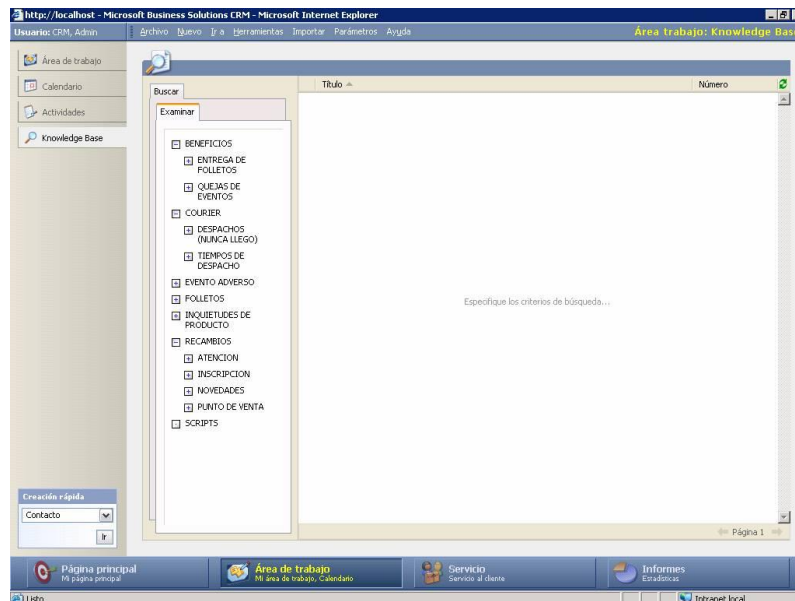 http://localhost - Microsoft Business Solutions CRM - Microsoft Internet Explorer
Usuario: CRM, Admin
Archivo Nuevo Ir a Herramientas Importar Parámetros Ayuda
Área trabajo: Knowledge Bas
Área de trabajo
Calendario
Actividades
Knowledge Base
Buscar
Examinar
Título
Número
BENEFICIOS
ENTREGA DE
FOLLETOS
QUEJAS DE
EVENTOS
COURIER
DESPACHOS
(NUNCA LLEGO)
TIEMPOS DE
DESPACHO
EVENTO ADVERSO
FOLLETOS
INQUIETUDES DE
PRODUCTO
RECAMBIOS
ATENCION
INSCRIPCION
NOVEDADES
PUNTO DE VENTA
SCRIPTS
Especifique los criterios de búsqueda...
Creación rápida
Contacto
Ir
Página 1
Página principal
Mi página principal
Área de trabajo
Mi área de trabajo, Calendario
Servicio
Servicio al cliente
Informes
Estadísticas
Listo
Intranet local